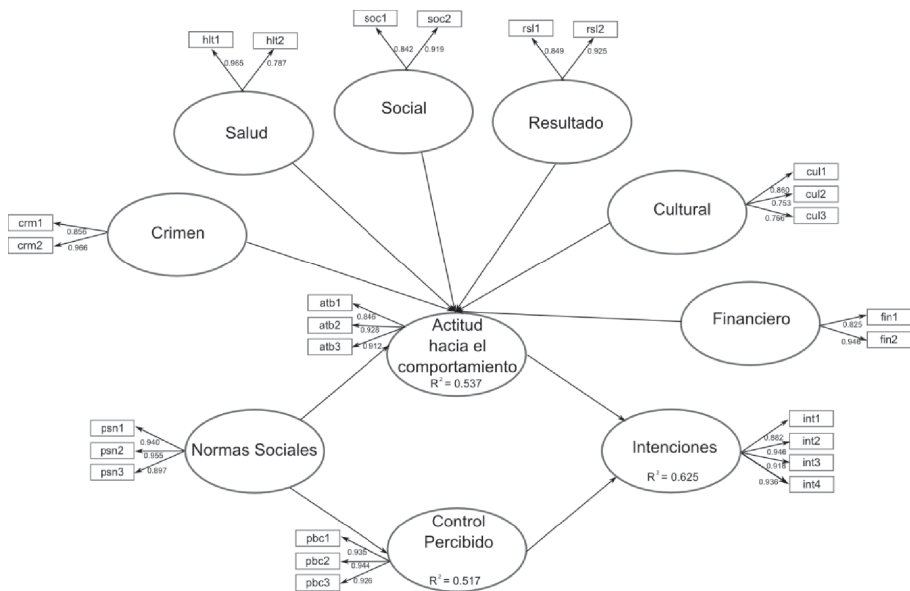 soc1 soc2
rsl1 rsl2
hlt1 hlt2
0.842 0.919
0.849 0.925
0.965 0.787
Social
Resultado
Salud
cul1
0.860
cul2
0.753
cul3
0.766
Cultural
crm1
0.856
crm2
0.966
Crimen
atb1
0.846
atb2
0.928
atb3
0.912
Actitud
hacia el
comportamiento
R² = 0.537
Financiero
fin1
0.825
fin2
0.946
psn1
0.940
psn2
0.955
psn3
0.897
Normas Sociales
Intenciones
R² = 0.625
int1
0.882
int2
0.946
int3
0.918
int4
0.936
pbc1
0.935
pbc2
0.944
pbc3
0.926
Control
Percibido
R² = 0.517